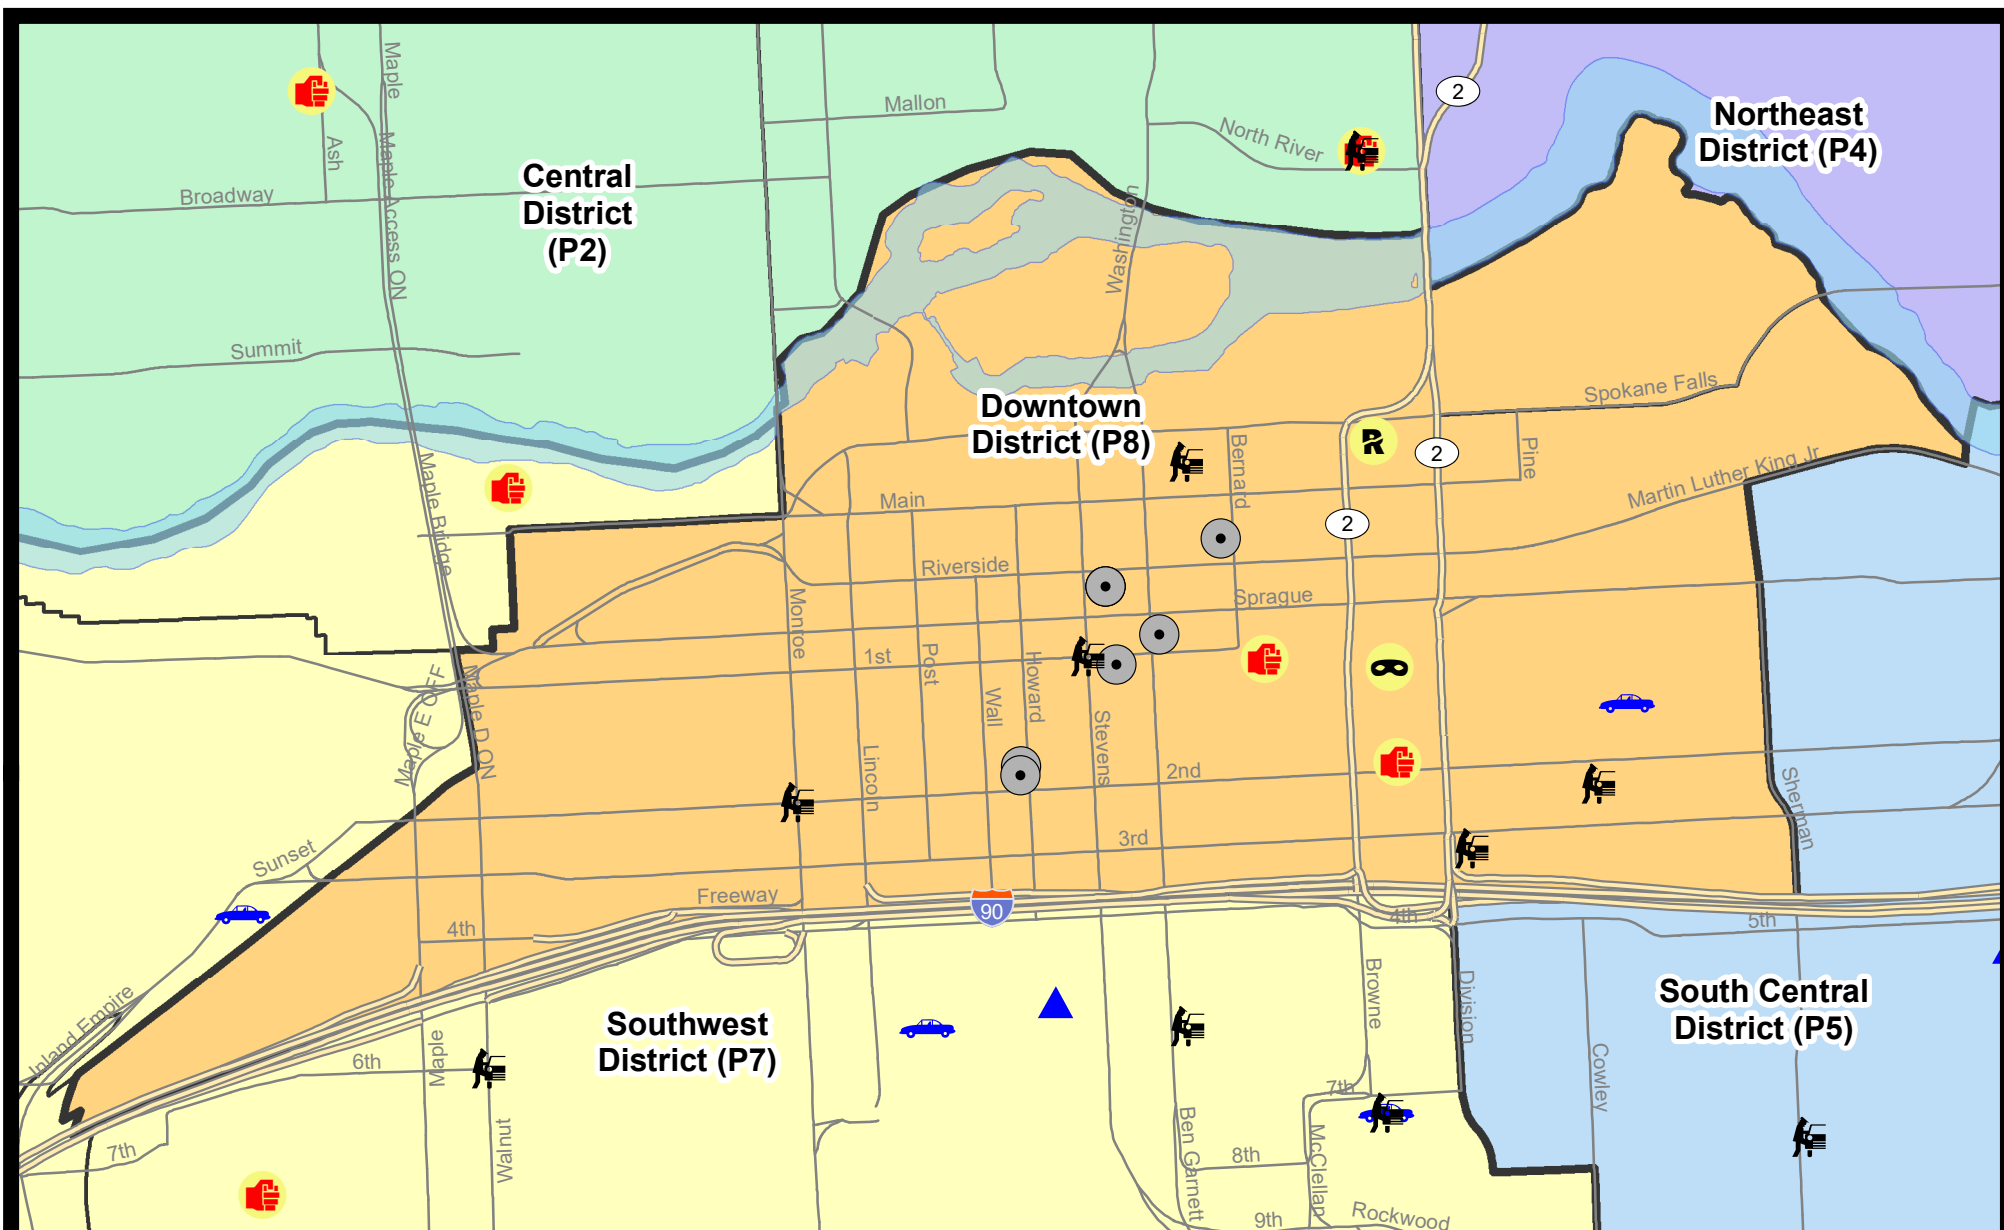 Maple
2
Mallon
Northeast
District (P4)
North River
Ash
Maple Access ON
Central
District
(P2)
Broadway
Washington
Summit
Spokane Falls
Downtown
District (P8)
Bernard
2
Pine
Maple Bridge
Main
Martin Luther King Jr
2
Riverside
Sprague
Monroe
1st
Post
Howard
Wall
Maple E OFF
Maple D ON
Stevens
Lincoln
2nd
Sherman
3rd
Sunset
Freeway
90
4th
4th
5th
Inland Empire
Southwest
District (P7)
Browne
Division
South Central
District (P5)
6th
Maple
Cowley
7th
Walnut
7th
Ben Garnett
8th
McClellan
9th
Rockwood
R